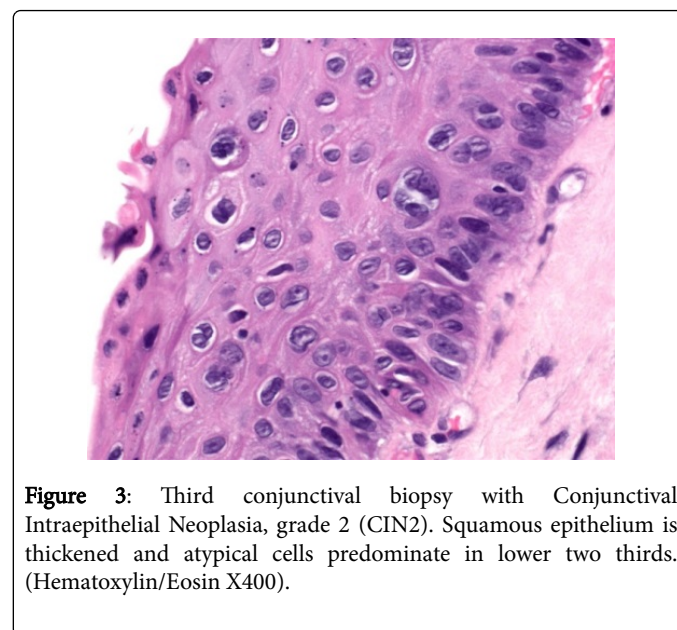 Figure 3: Third conjunctival biopsy with Conjunctival
Intraepithelial Neoplasia, grade 2 (CIN2). Squamous epithelium is
thickened and atypical cells predominate in lower two thirds.
(Hematoxylin/Eosin X400).